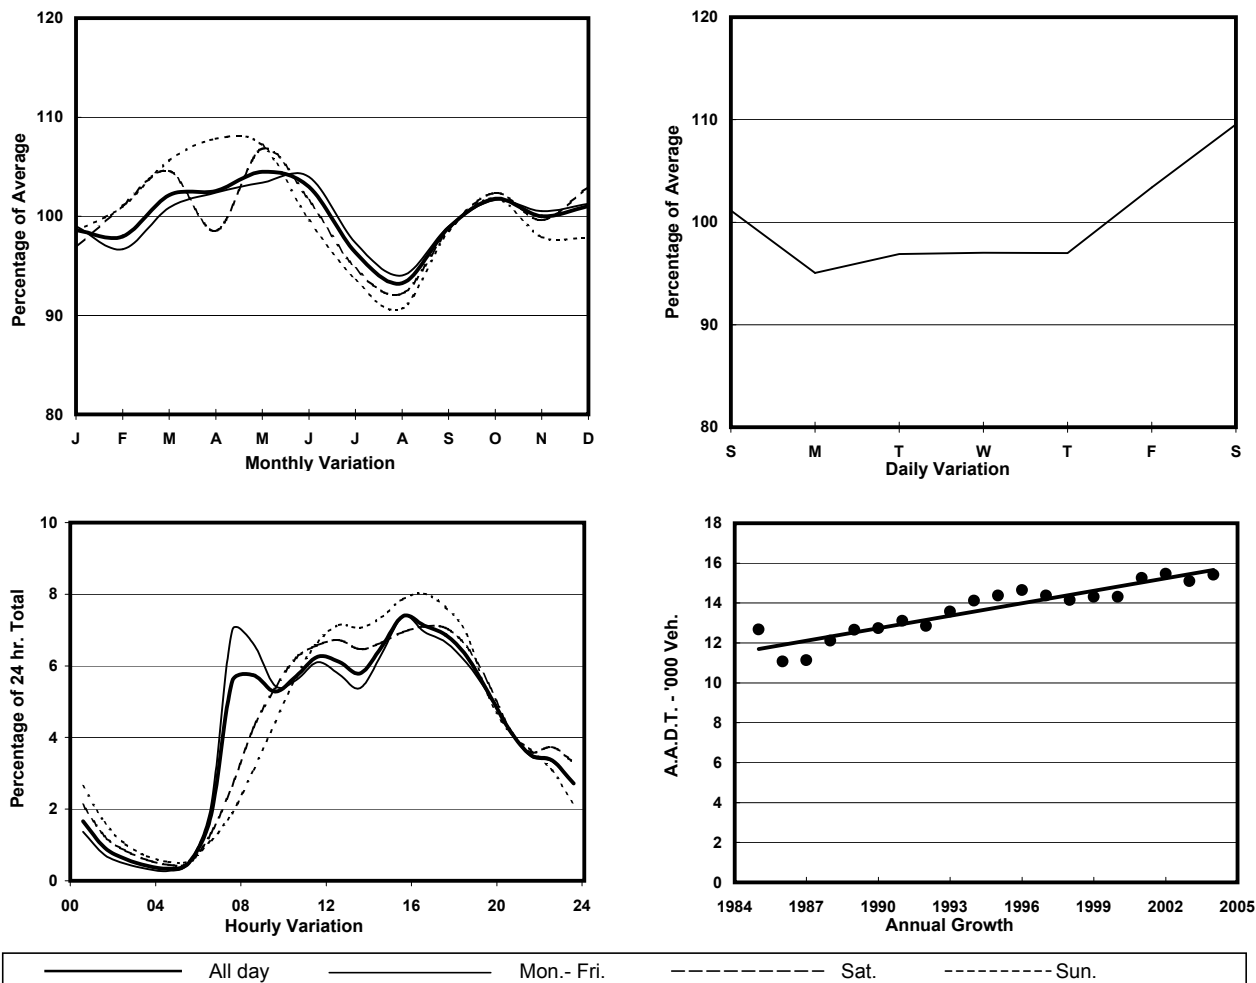 120
110
100
90
80
Percentage of Average
J F M A M J J A S O N D
Monthly Variation
120
110
100
90
80
Percentage of Average
S M T W T F S
Daily Variation
10
8
6
4
2
0
Percentage of 24 hr. Total
00 04 08 12 16 20 24
Hourly Variation
18
16
14
12
10
8
6
4
2
0
A.A.D.T. - '000 Veh.
1984 1987 1990 1993 1996 1999 2002 2005
Annual Growth
All day Mon.- Fri. Sat. Sun.